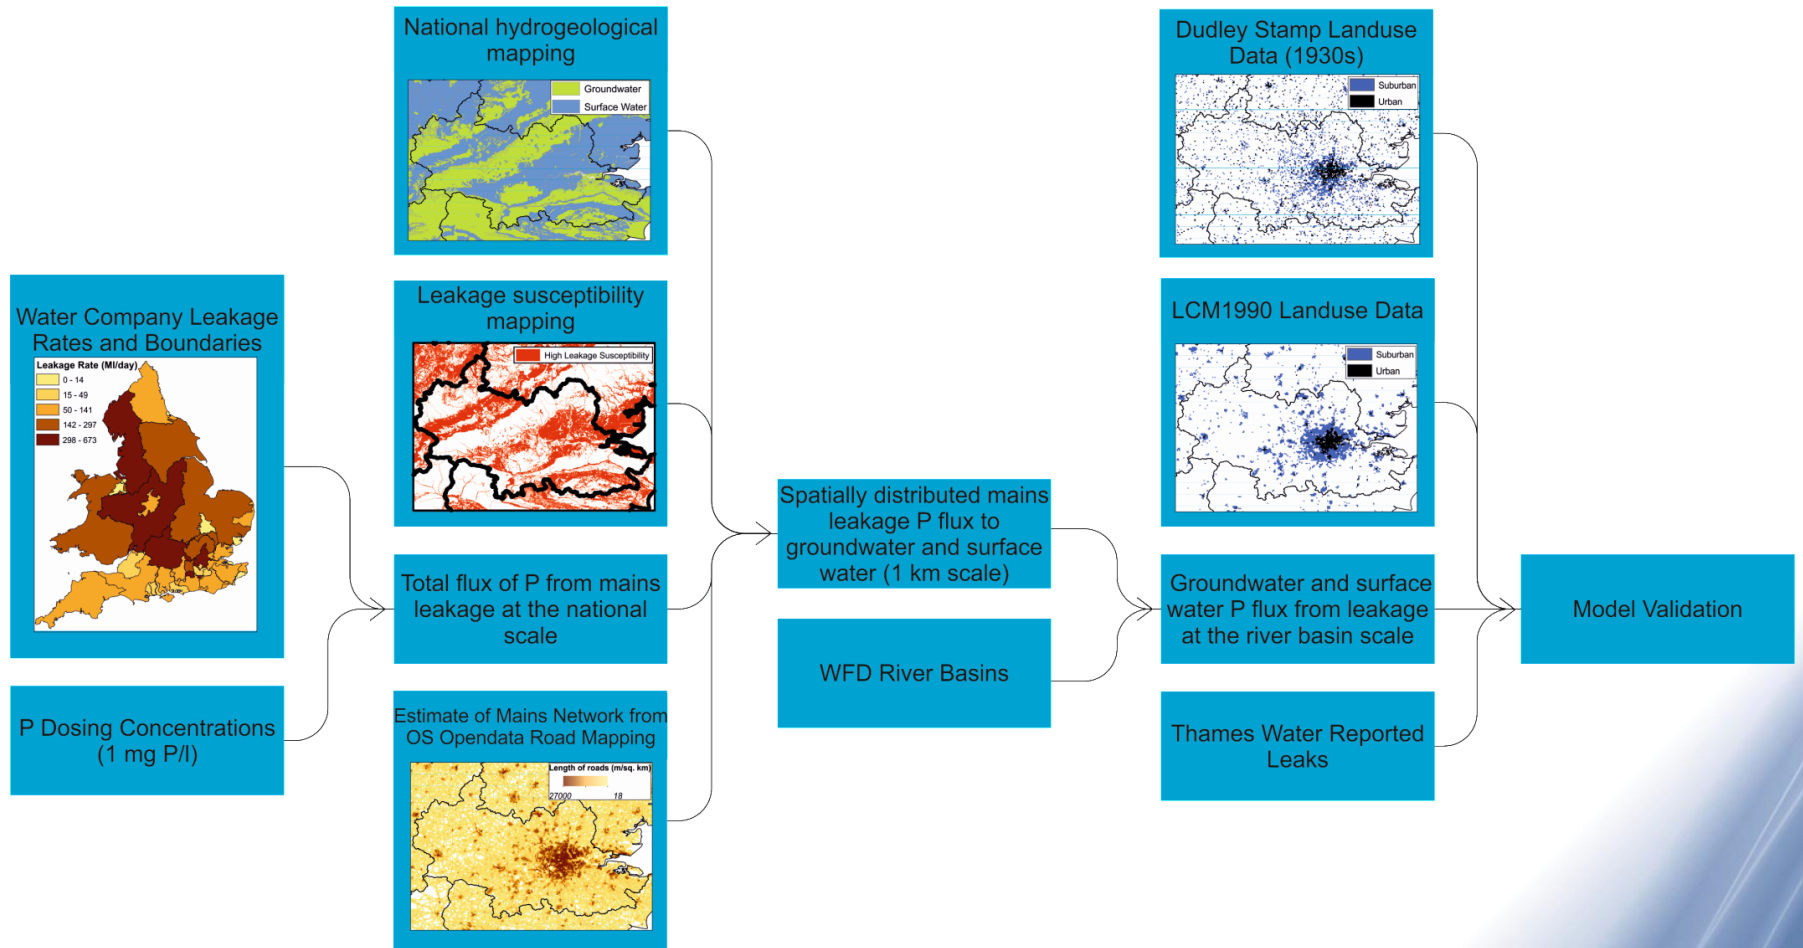 Water Company Leakage
Rates and Boundaries
Leakage Rate (Ml/day)
0 - 14
15 - 49
50 - 141
142 - 297
298 - 673
P Dosing Concentrations
(1 mg P/l)
National hydrogeological
mapping
Groundwater
Surface Water
Leakage susceptibility
mapping
High Leakage Susceptibility
Total flux of P from mains
leakage at the national
scale
Estimate of Mains Network from
OS Opendata Road Mapping
Length of roads (m/sq. km)
27000 18
Spatially distributed mains
leakage P flux to
groundwater and surface
water (1 km scale)
WFD River Basins
Dudley Stamp Landuse
Data (1930s)
Suburban
Urban
LCM1990 Landuse Data
Suburban
Urban
Groundwater and surface
water P flux from leakage
at the river basin scale
Thames Water Reported
Leaks
Model Validation